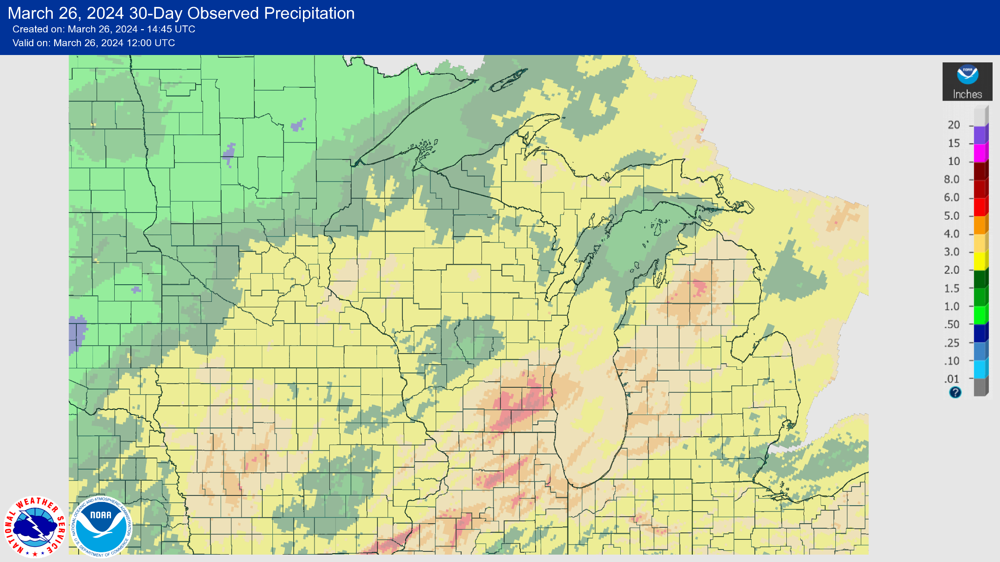 March 26, 2024 30-Day Observed Precipitation
Created on: March 26, 2024 - 14:45 UTC
Valid on: March 26, 2024 12:00 UTC
NOAA
Inches
20
15
10
8.0
6.0
5.0
4.0
3.0
2.0
1.5
1.0
.50
.25
.10
.01
?
NATIONAL WEATHER SERVICE
NATIONAL OCEANIC AND ATMOSPHERIC ADMINISTRATION
NOAA
U.S. DEPARTMENT OF COMMERCE